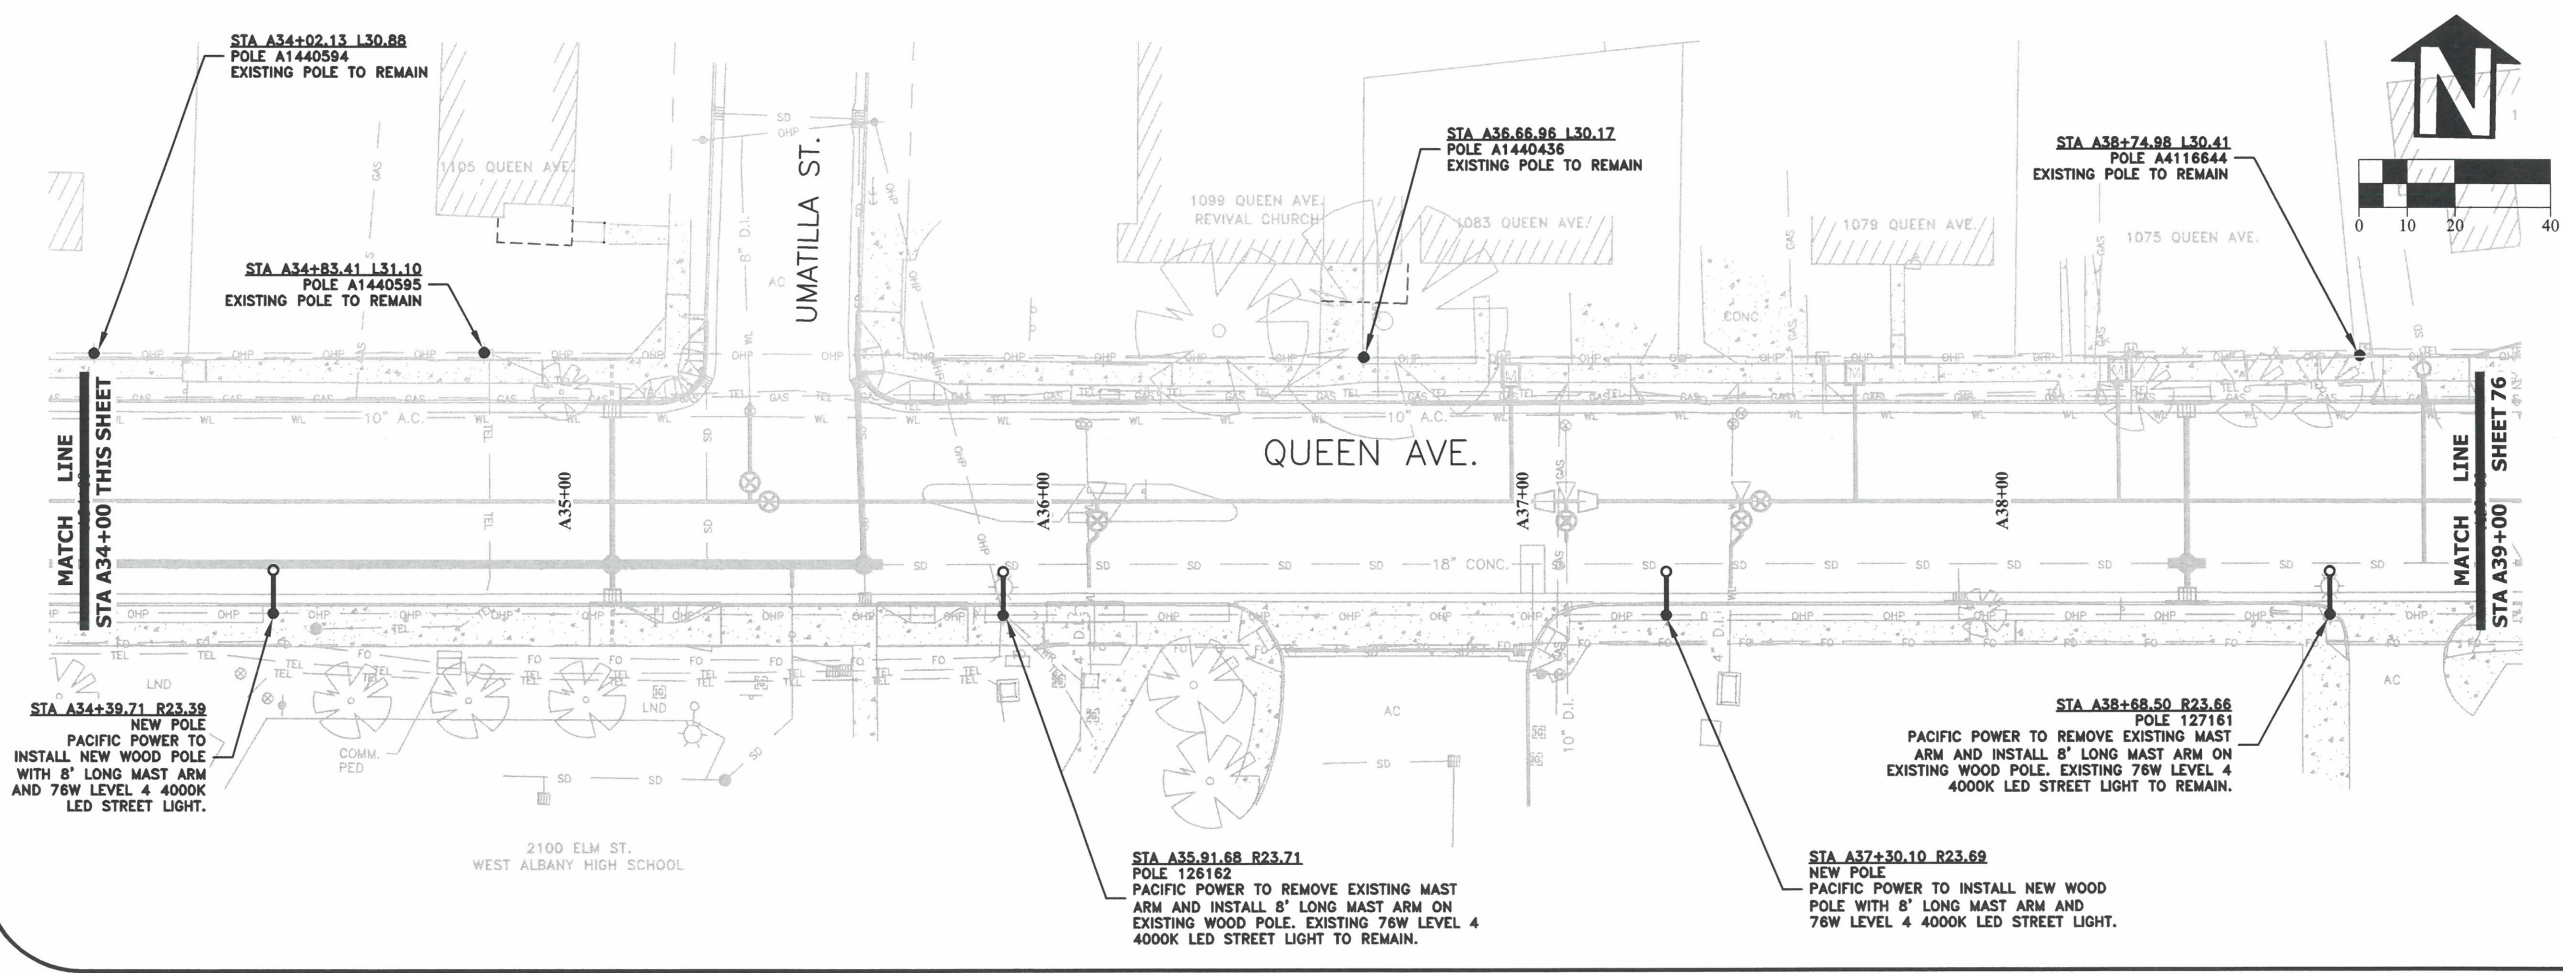 STA A34+02.13 L30.88
POLE A1440594
EXISTING POLE TO REMAIN
STA A34+83.41 L31.10
POLE A1440595
EXISTING POLE TO REMAIN
STA A36.66.96 L30.17
POLE A1440436
EXISTING POLE TO REMAIN
STA A38+74.98 L30.41
POLE A4116644
EXISTING POLE TO REMAIN
N
0 10 20 40
1105 QUEEN AVE.
UMATILLA ST.
8" D.I.
AC
SD
OHP
GAS
1099 QUEEN AVE.
REVIVAL CHURCH
1083 QUEEN AVE.
1079 QUEEN AVE.
1075 QUEEN AVE.
CONC.
10" A.C.
10" A.C.
QUEEN AVE.
MATCH LINE
STA A34+00 THIS SHEET
A35+00
A36+00
A37+00
A38+00
MATCH LINE
STA A39+00 SHEET 76
18" CONC.
4" D.I.
10" D.I.
4" D.I.
LND
LND
COMM.
PED
AC
AC
2100 ELM ST.
WEST ALBANY HIGH SCHOOL
STA A34+39.71 R23.39
NEW POLE
PACIFIC POWER TO
INSTALL NEW WOOD POLE
WITH 8' LONG MAST ARM
AND 76W LEVEL 4 4000K
LED STREET LIGHT.
STA A35.91.68 R23.71
POLE 126162
PACIFIC POWER TO REMOVE EXISTING MAST
ARM AND INSTALL 8' LONG MAST ARM ON
EXISTING WOOD POLE. EXISTING 76W LEVEL 4
4000K LED STREET LIGHT TO REMAIN.
STA A37+30.10 R23.69
NEW POLE
PACIFIC POWER TO INSTALL NEW WOOD
POLE WITH 8' LONG MAST ARM AND
76W LEVEL 4 4000K LED STREET LIGHT.
STA A38+68.50 R23.66
POLE 127161
PACIFIC POWER TO REMOVE EXISTING MAST
ARM AND INSTALL 8' LONG MAST ARM ON
EXISTING WOOD POLE. EXISTING 76W LEVEL 4
4000K LED STREET LIGHT TO REMAIN.